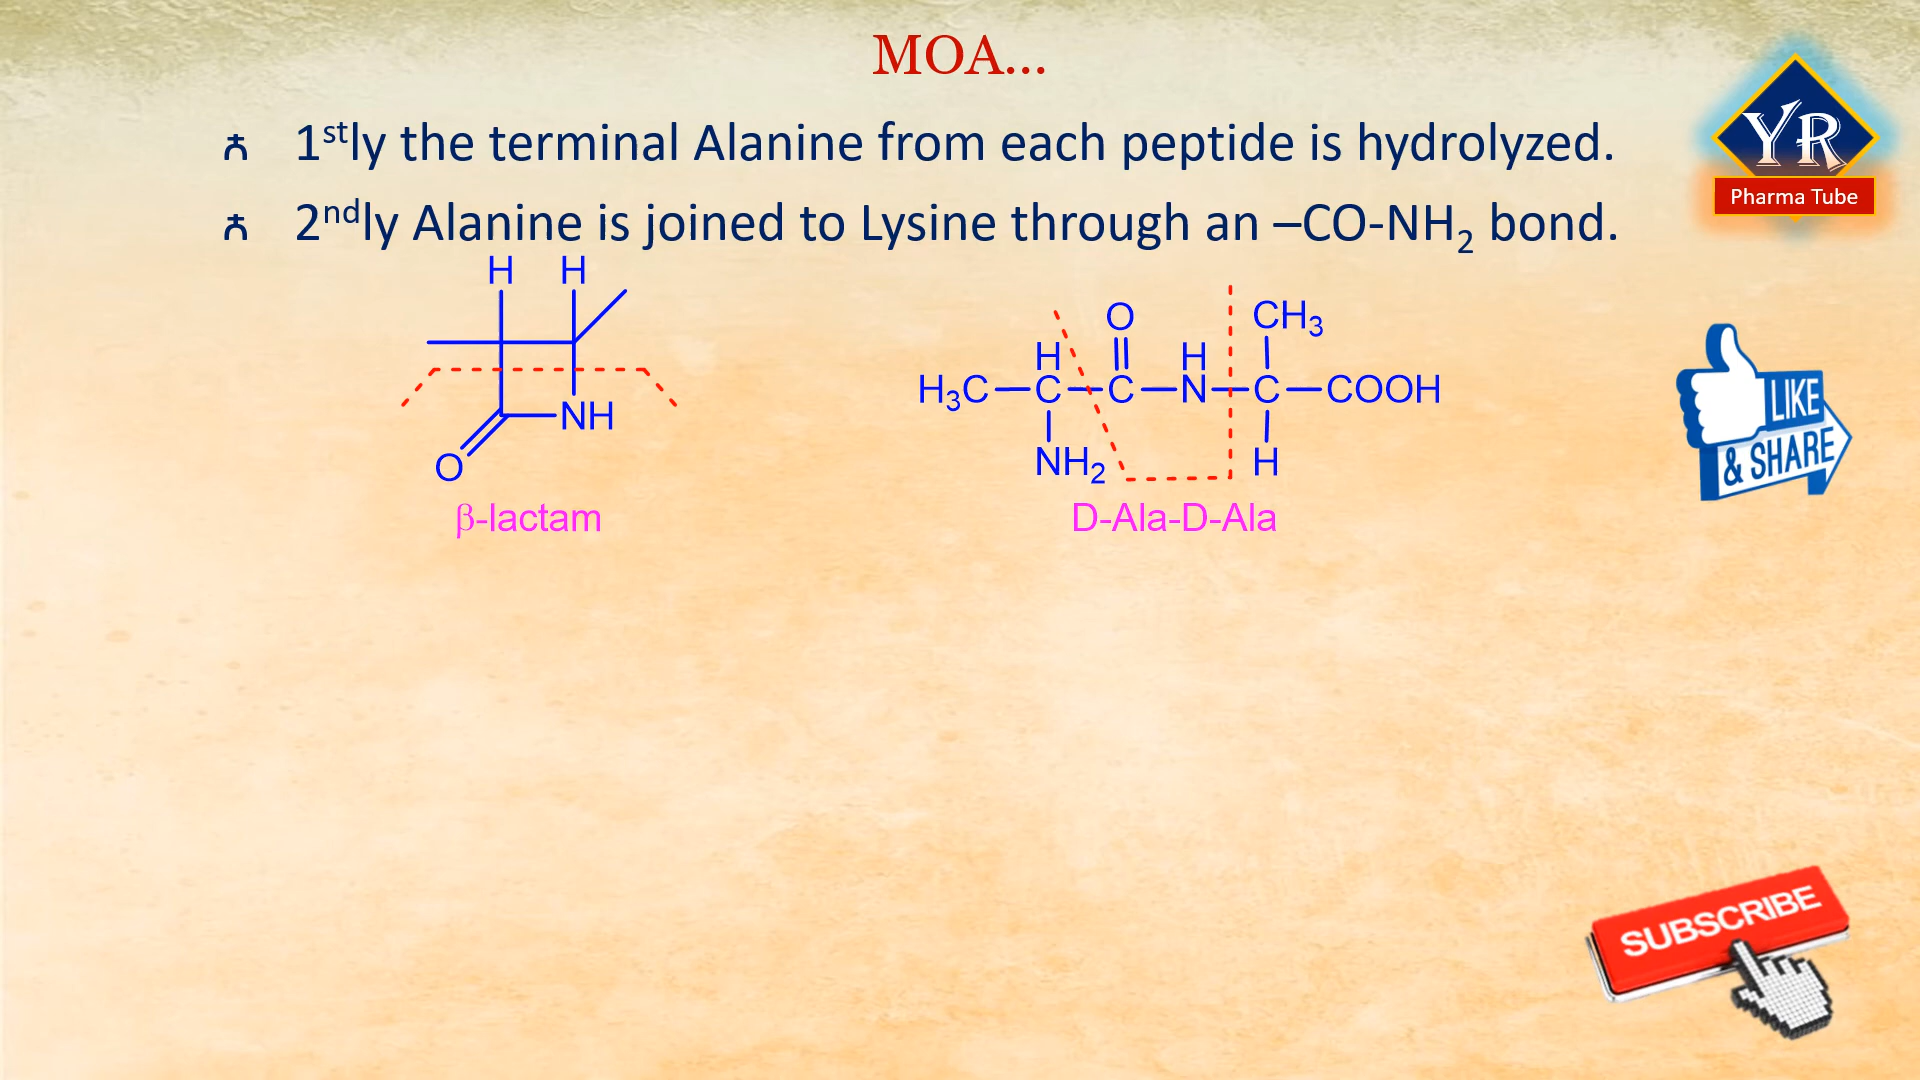 MOA...
YR
Pharma Tube
1stly the terminal Alanine from each peptide is hydrolyzed.
2ndly Alanine is joined to Lysine through an –CO-NH2 bond.
H H
NH
O
β-lactam
O CH3
H H
H3C C C N C COOH
NH2 H
D-Ala-D-Ala
LIKE
& SHARE
SUBSCRIBE